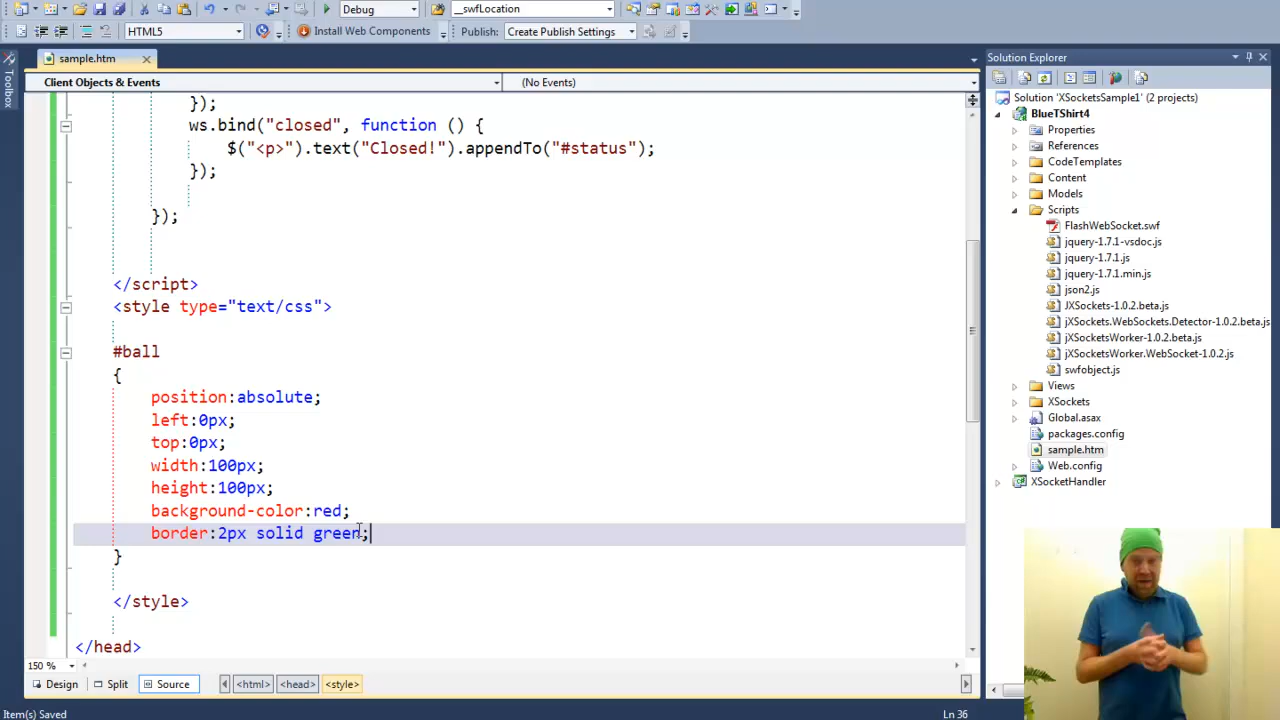 Debug
_swfLocation
HTML5
Install Web Components
Publish:
Create Publish Settings
Toolbox
sample.htm
Client Objects & Events
(No Events)
});
ws.bind("closed", function () {
$("<p>").text("Closed!").appendTo("#status");
});
});
</script>
<style type="text/css">
#ball
{
position:absolute;
left:0px;
top:0px;
width:100px;
height:100px;
background-color:red;
border:2px solid green;
}
</style>
</head>
150 %
Design
Split
Source
<html>
<head>
<style>
Item(s) Saved
Ln 36
Solution Explorer
Solution 'XSocketsSample1' (2 projects)
BlueTShirt4
Properties
References
CodeTemplates
Content
Models
Scripts
FlashWebSocket.swf
jquery-1.7.1-vsdoc.js
jquery-1.7.1.js
jquery-1.7.1.min.js
json2.js
JXSockets-1.0.2.beta.js
jXSockets.WebSockets.Detector-1.0.2.beta.js
jXSocketsWorker-1.0.2.beta.js
jXSocketsWorker.WebSocket-1.0.2.js
swfobject.js
Views
XSockets
Global.asax
packages.config
sample.htm
Web.config
XSocketHandler